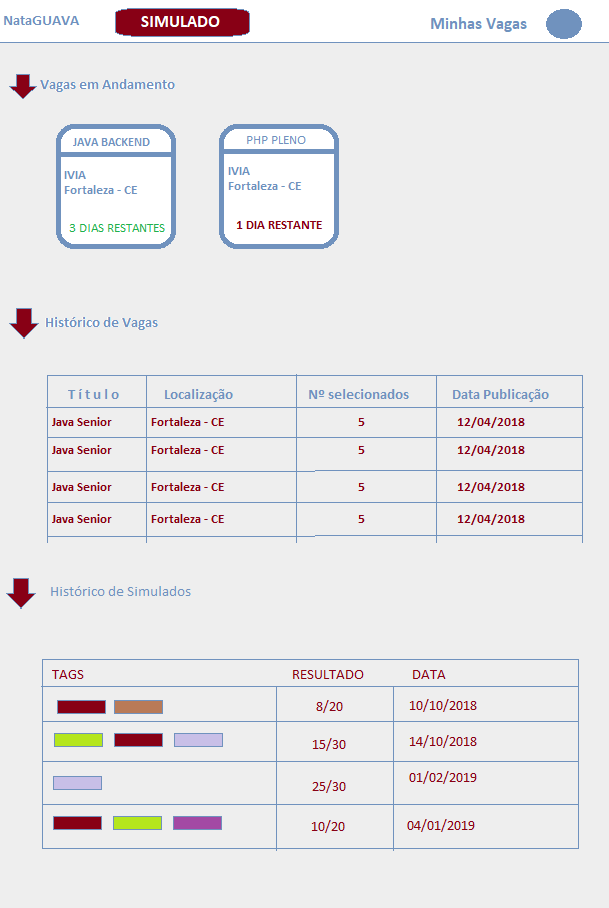 NataGUAVA
SIMULADO
Minhas Vagas
Vagas em Andamento
JAVA BACKEND
IVIA
Fortaleza - CE
3 DIAS RESTANTES
PHP PLENO
IVIA
Fortaleza - CE
1 DIA RESTANTE
Histórico de Vagas
Título Localização Nº selecionados Data Publicação
Java Senior Fortaleza - CE 5 12/04/2018
Java Senior Fortaleza - CE 5 12/04/2018
Java Senior Fortaleza - CE 5 12/04/2018
Java Senior Fortaleza - CE 5 12/04/2018
Histórico de Simulados
TAGS RESULTADO DATA
8/20 10/10/2018
15/30 14/10/2018
25/30 01/02/2019
10/20 04/01/2019